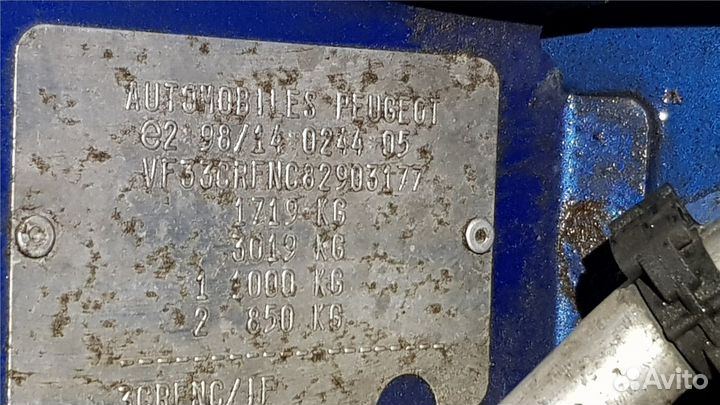 AUTOMOBILES PEUGEOT
e2 98/14 0244 05
VF33CRFNC82903177
1719 KG
3019 KG
1 1000 KG
2 850 KG
3CRFNC/IF
Avito